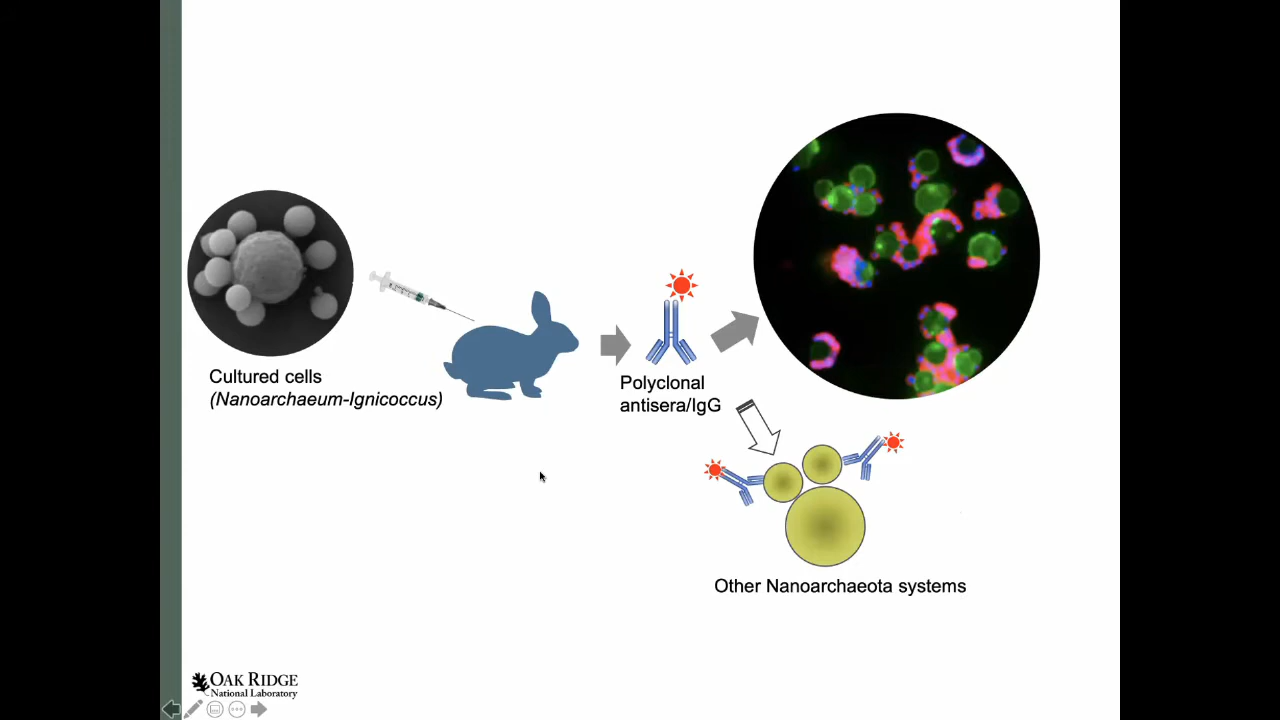 Cultured cells
(Nanoarchaeum-Ignicoccus)
Polyclonal
antisera/IgG
Other Nanoarchaeota systems
OAK RIDGE
National Laboratory